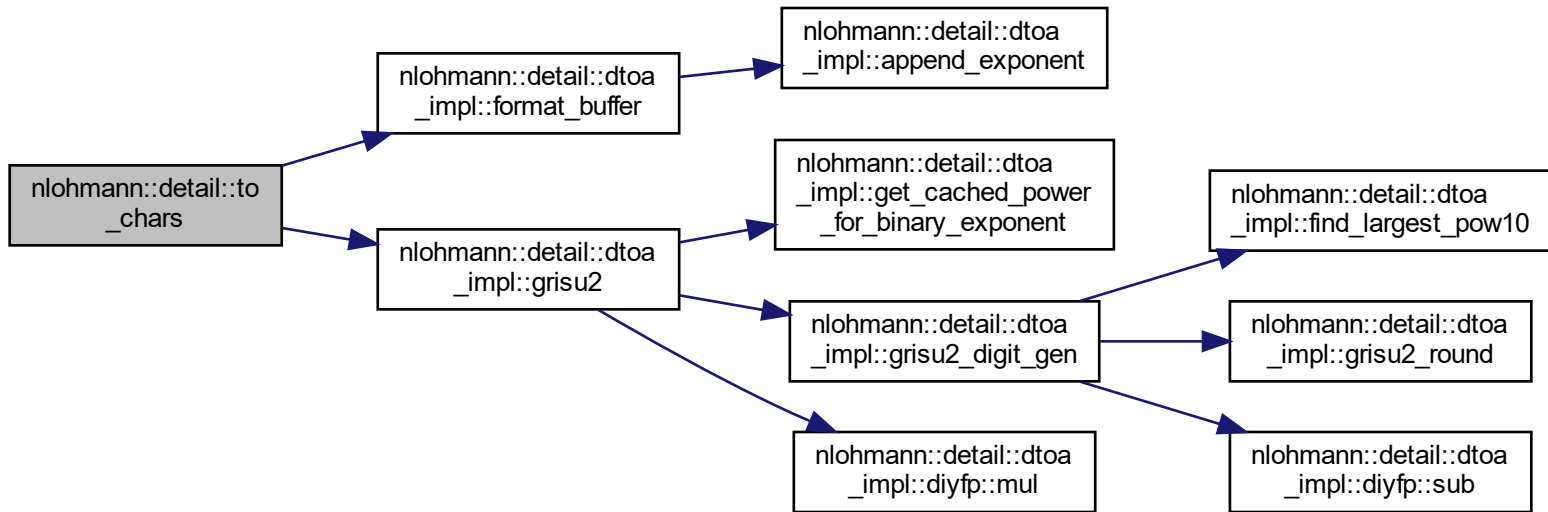 nlohmann::detail::to
_chars
nlohmann::detail::dtoa
_impl::format_buffer
nlohmann::detail::dtoa
_impl::append_exponent
nlohmann::detail::dtoa
_impl::grisu2
nlohmann::detail::dtoa
_impl::get_cached_power
_for_binary_exponent
nlohmann::detail::dtoa
_impl::grisu2_digit_gen
nlohmann::detail::dtoa
_impl::find_largest_pow10
nlohmann::detail::dtoa
_impl::grisu2_round
nlohmann::detail::dtoa
_impl::diyfp::sub
nlohmann::detail::dtoa
_impl::diyfp::mul